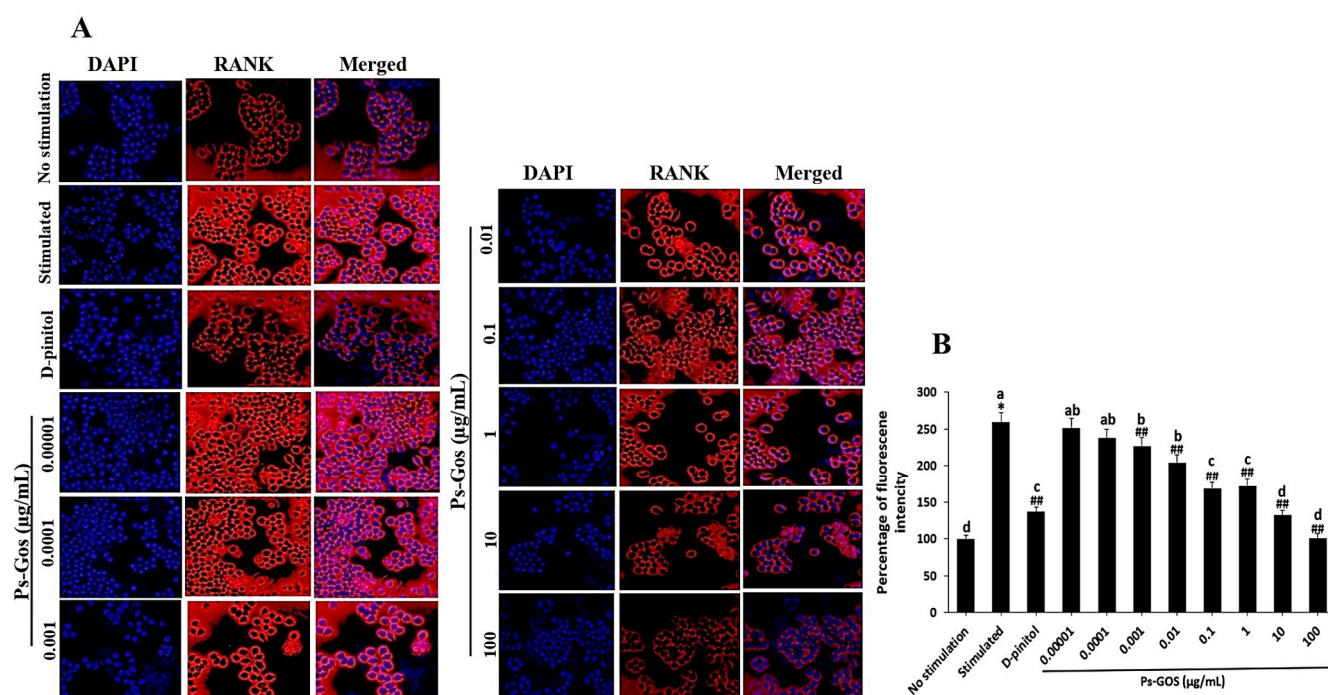 A
DAPI RANK Merged
No stimulation
Stimulated
D-pinitol
Ps-Gos (µg/mL)
0.00001
0.0001
0.001
DAPI RANK Merged
Ps-Gos (µg/mL)
0.01
0.1
B
1
10
100
B
Percentage of fluorescene
intencity
300
250
200
150
100
50
0
d
a
*
c
##
ab
ab
b
##
b
##
c
##
c
##
d
##
d
##
No stimulation
Stimulated
D-pinitol
0.00001
0.0001
0.001
0.01
0.1
1
10
100
Ps-GOS (µg/mL)